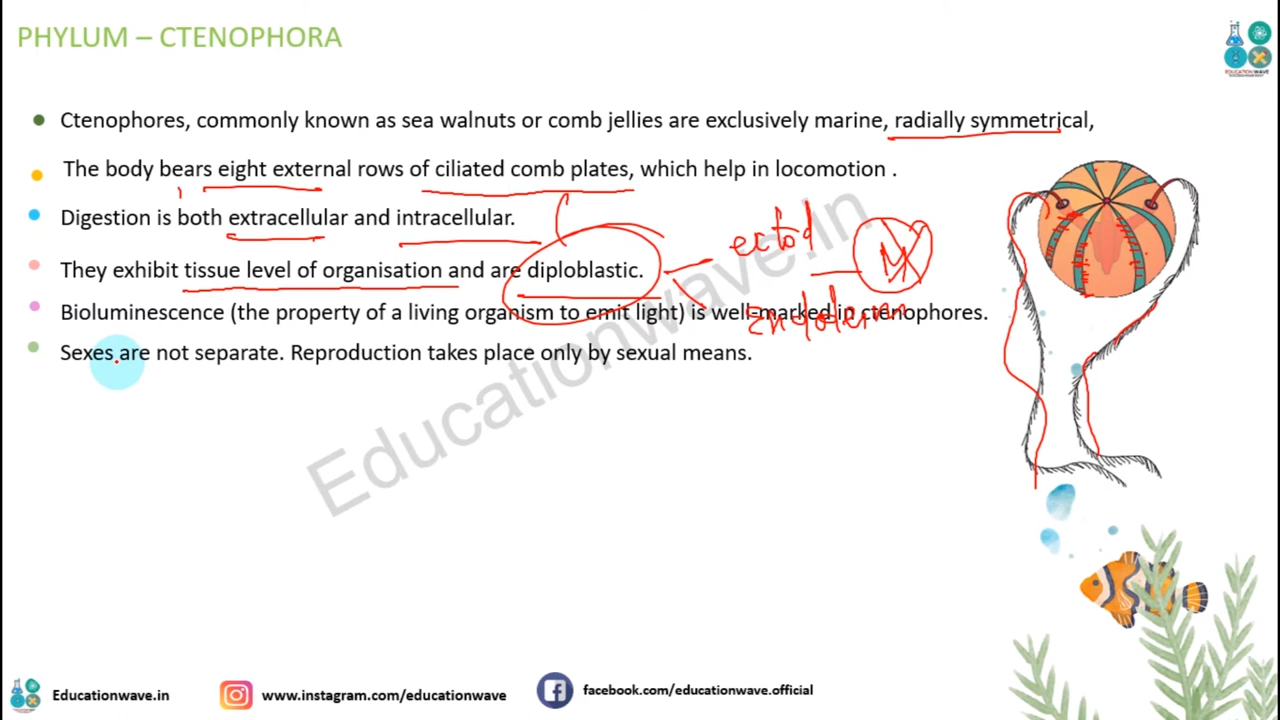 PHYLUM – CTENOPHORA
EDUCATION WAVE
Ctenophores, commonly known as sea walnuts or comb jellies are exclusively marine, radially symmetrical,
The body bears eight external rows of ciliated comb plates, which help in locomotion .
Digestion is both extracellular and intracellular.
ectod
M
They exhibit tissue level of organisation and are diploblastic.
Bioluminescence (the property of a living organism to emit light) is well-marked in ctenophores.
Endoderm
Sexes are not separate. Reproduction takes place only by sexual means.
Educationwave.in
Educationwave.in
www.instagram.com/educationwave
facebook.com/educationwave.official